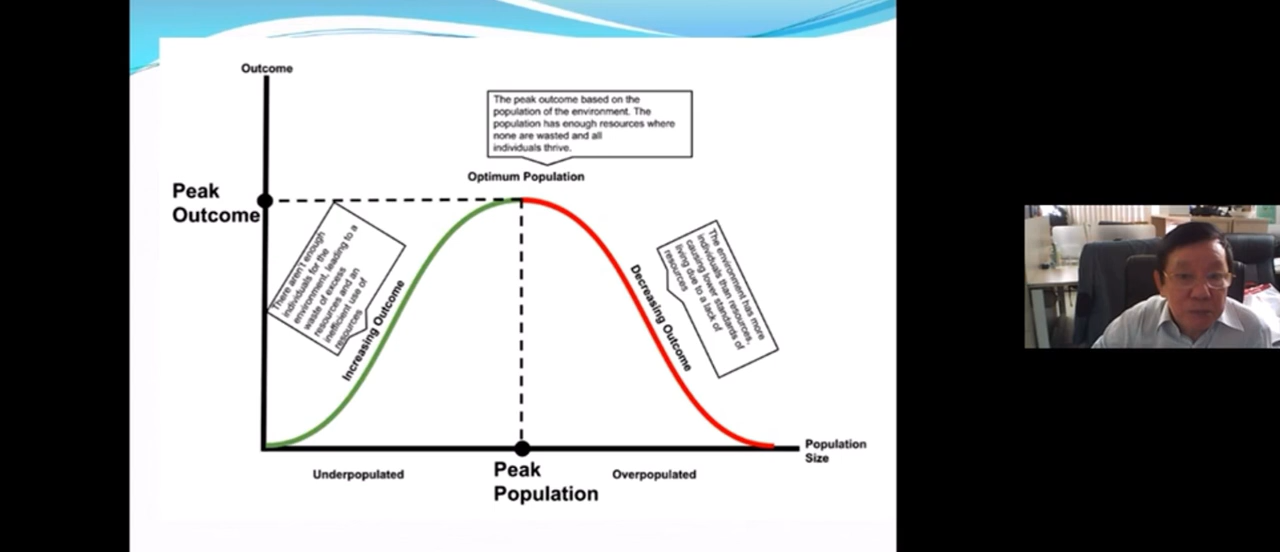 Outcome
The peak outcome based on the
population of the environment. The
population has enough resources where
none are wasted and all
individuals thrive.
Optimum Population
Peak
Outcome
There aren't enough
individuals for the
environment, leading to a
waste of excess
resources and an
inefficient use of
resources
Increasing Outcome
Decreasing Outcome
The environment has more
individuals than resources,
causing lower standards of
living due to a lack of
resources
Population
Size
Underpopulated
Peak
Population
Overpopulated